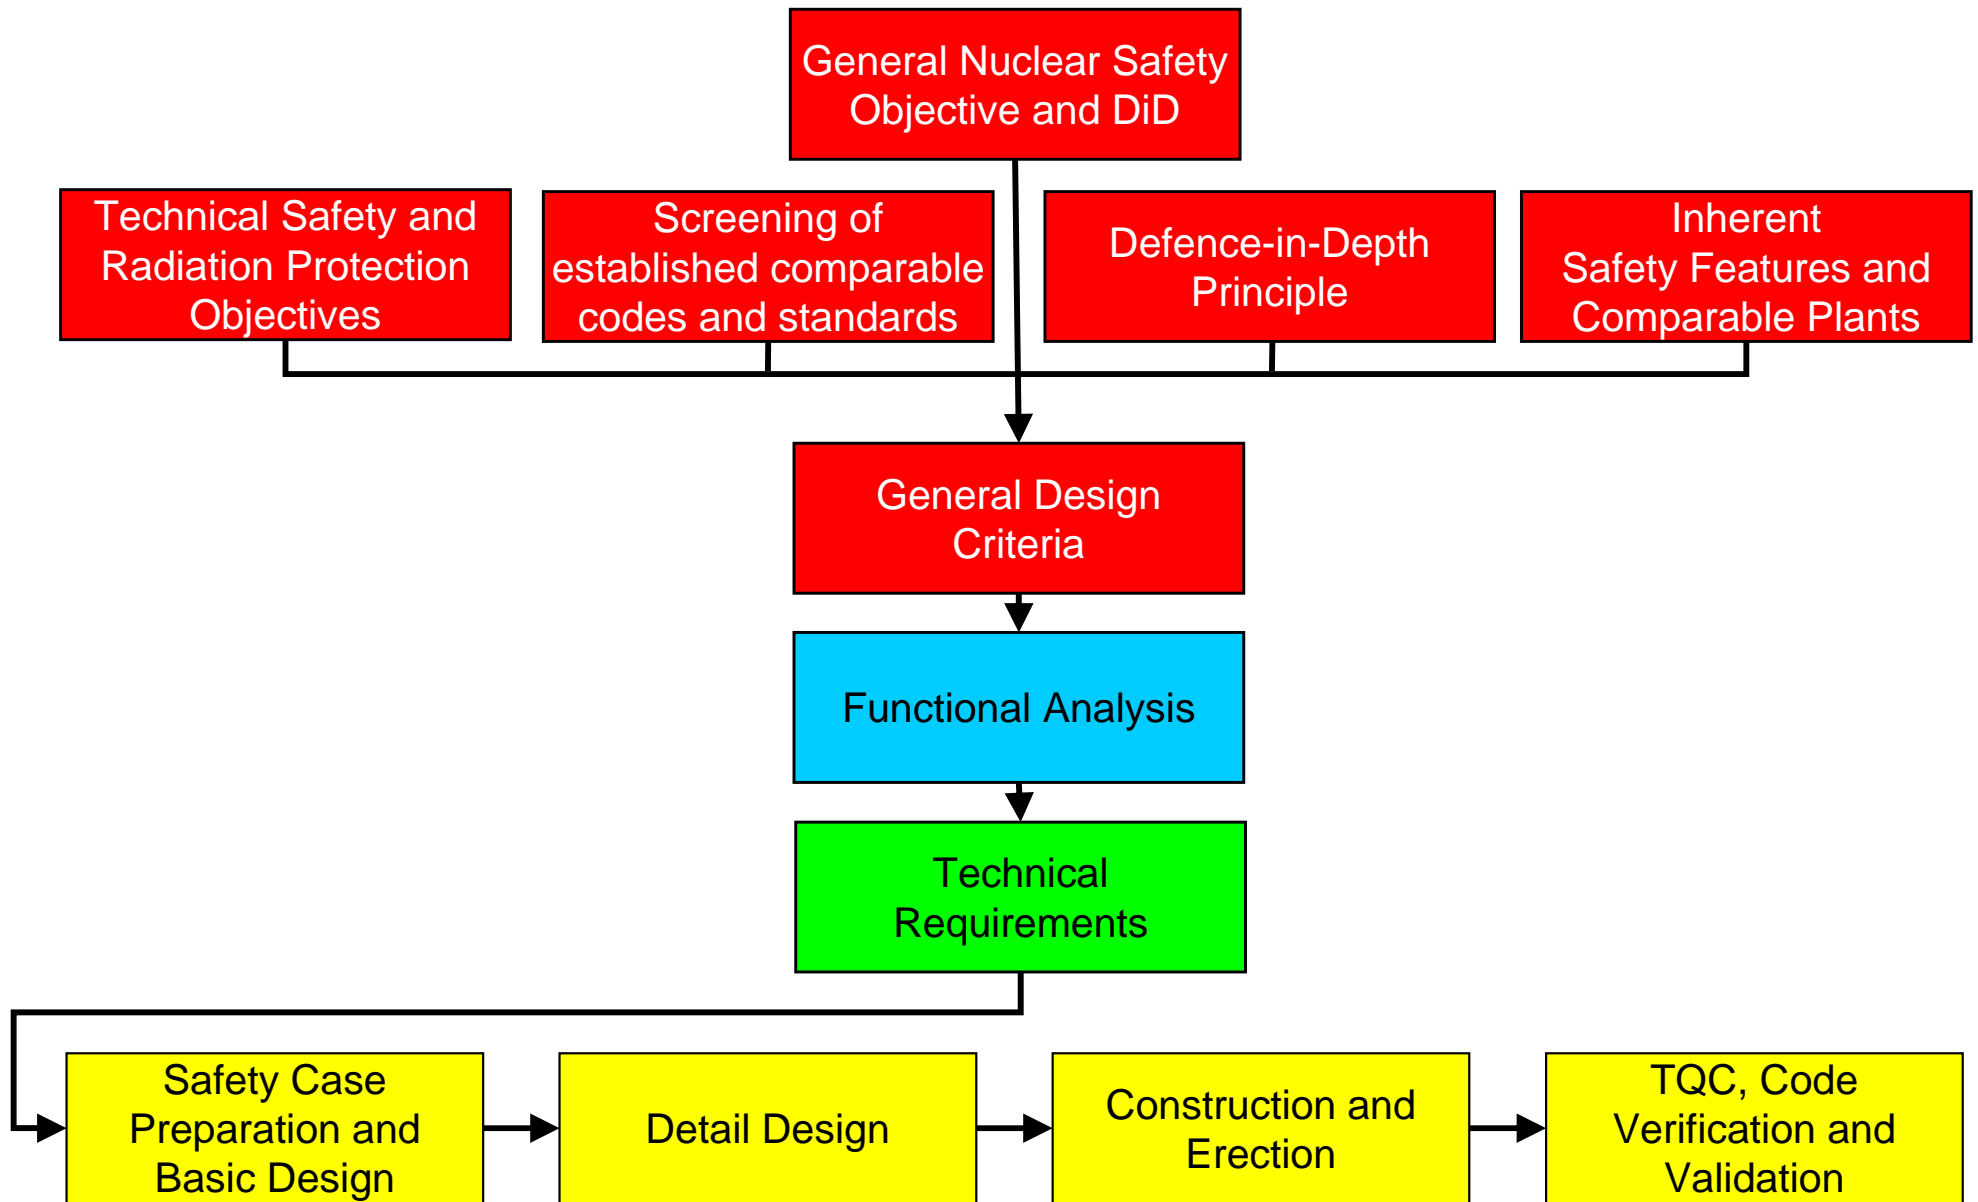 General Nuclear Safety
Objective and DiD
Technical Safety and
Radiation Protection
Objectives
Screening of
established comparable
codes and standards
Defence-in-Depth
Principle
Inherent
Safety Features and
Comparable Plants
General Design
Criteria
Functional Analysis
Technical
Requirements
Safety Case
Preparation and
Basic Design
Detail Design
Construction and
Erection
TQC, Code
Verification and
Validation